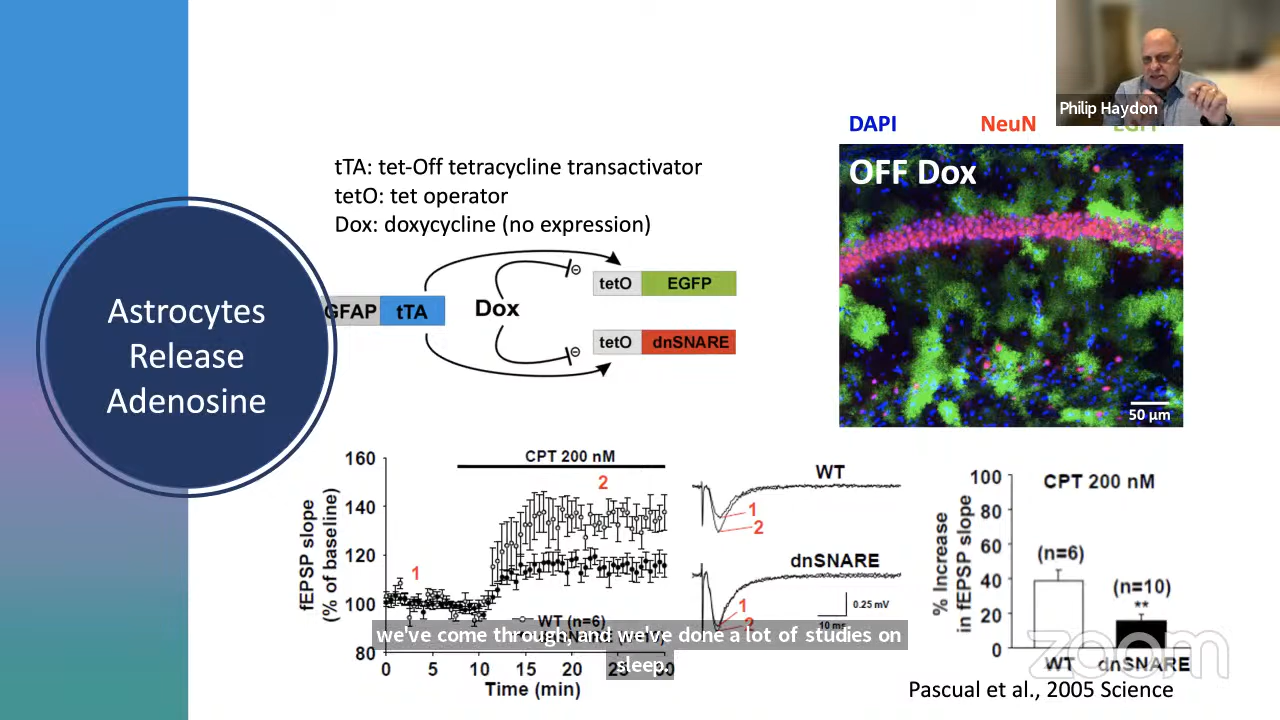 Philip Haydon
DAPI
NeuN
tTA: tet-Off tetracycline transactivator
tetO: tet operator
Dox: doxycycline (no expression)
OFF Dox
50 µm
Astrocytes
Release
Adenosine
GFAP
tTA
Dox
tetO
EGFP
tetO
dnSNARE
160
140
120
100
80
fEPSP slope
(% of baseline)
CPT 200 nM
1
2
WT (n=6)
0
5
10
15
20
25
30
Time (min)
WT
1
2
dnSNARE
1
2
0.25 mV
10 ms
100
80
60
40
20
0
% Increase
in fEPSP slope
CPT 200 nM
(n=6)
(n=10)
**
WT
dnSNARE
we've come through, and we've done a lot of studies on
sleep.
zoom
Pascual et al., 2005 Science